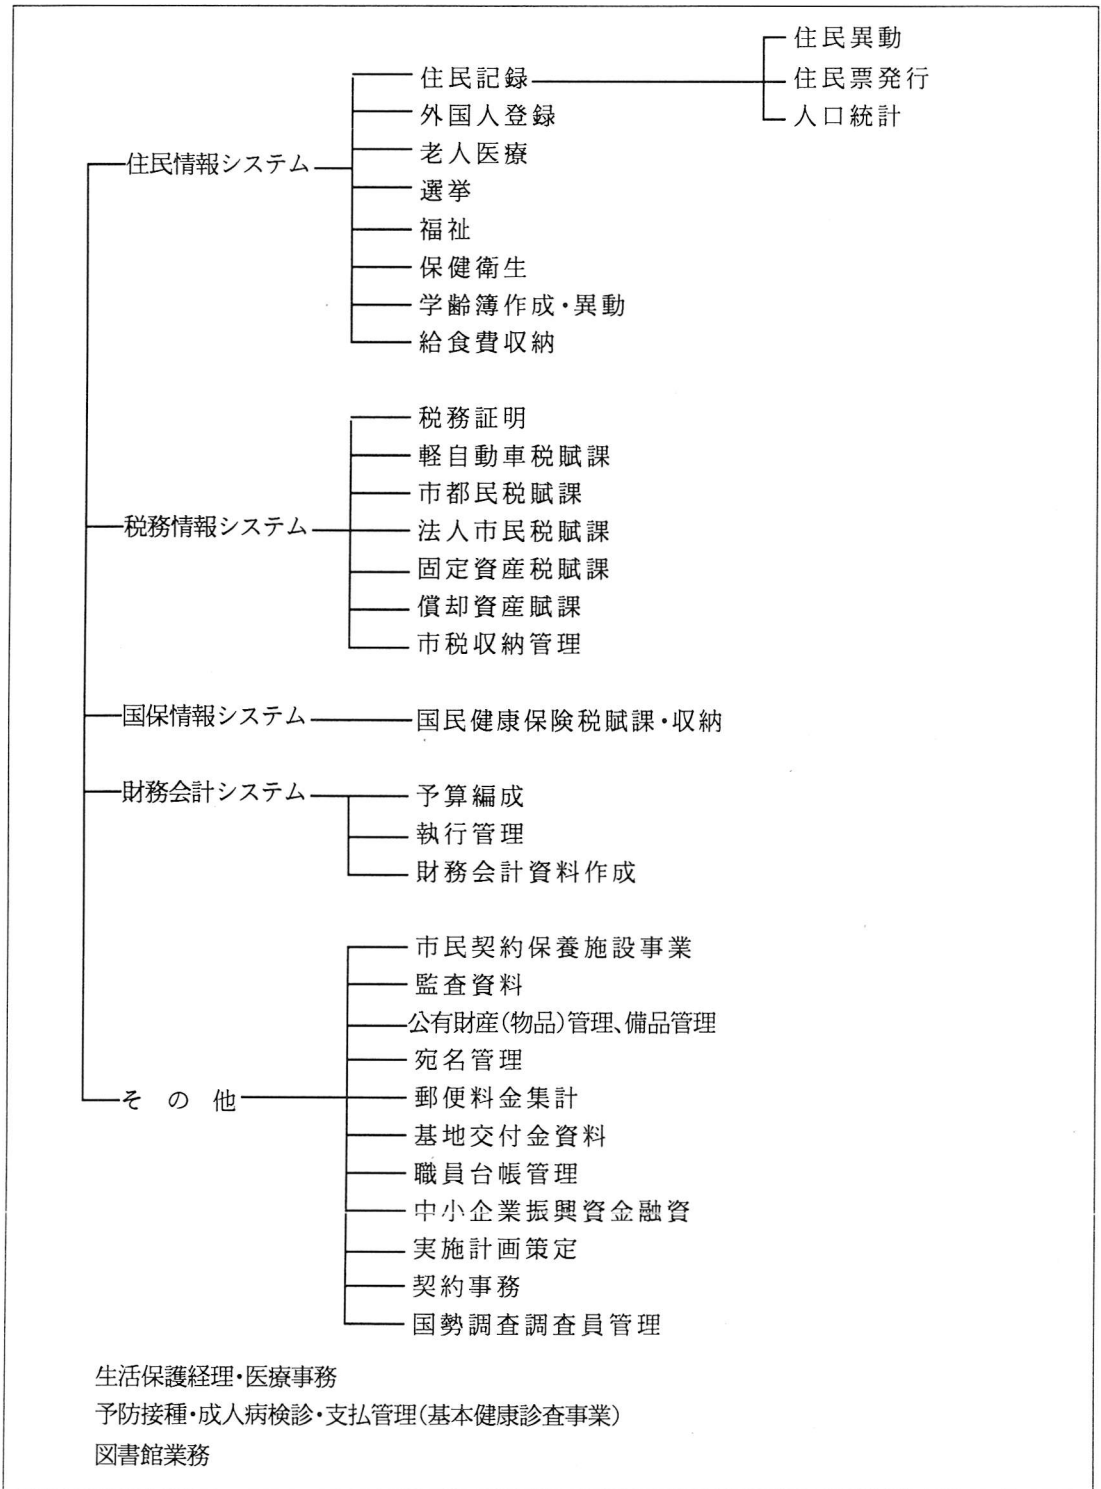 住民情報システム
住民記録
住民異動
住民票発行
人口統計
外国人登録
老人医療
選挙
福祉
保健衛生
学齢簿作成・異動
給食費収納
税務情報システム
税務証明
軽自動車税賦課
市都民税賦課
法人市民税賦課
固定資産税賦課
償却資産賦課
市税収納管理
国保情報システム
国民健康保険税賦課・収納
財務会計システム
予算編成
執行管理
財務会計資料作成
その他
市民契約保養施設事業
監査資料
公有財産(物品)管理、備品管理
宛名管理
郵便料金集計
基地交付金資料
職員台帳管理
中小企業振興資金融資
実施計画策定
契約事務
国勢調査調査員管理
生活保護経理・医療事務
予防接種・成人病検診・支払管理(基本健康診査事業)
図書館業務